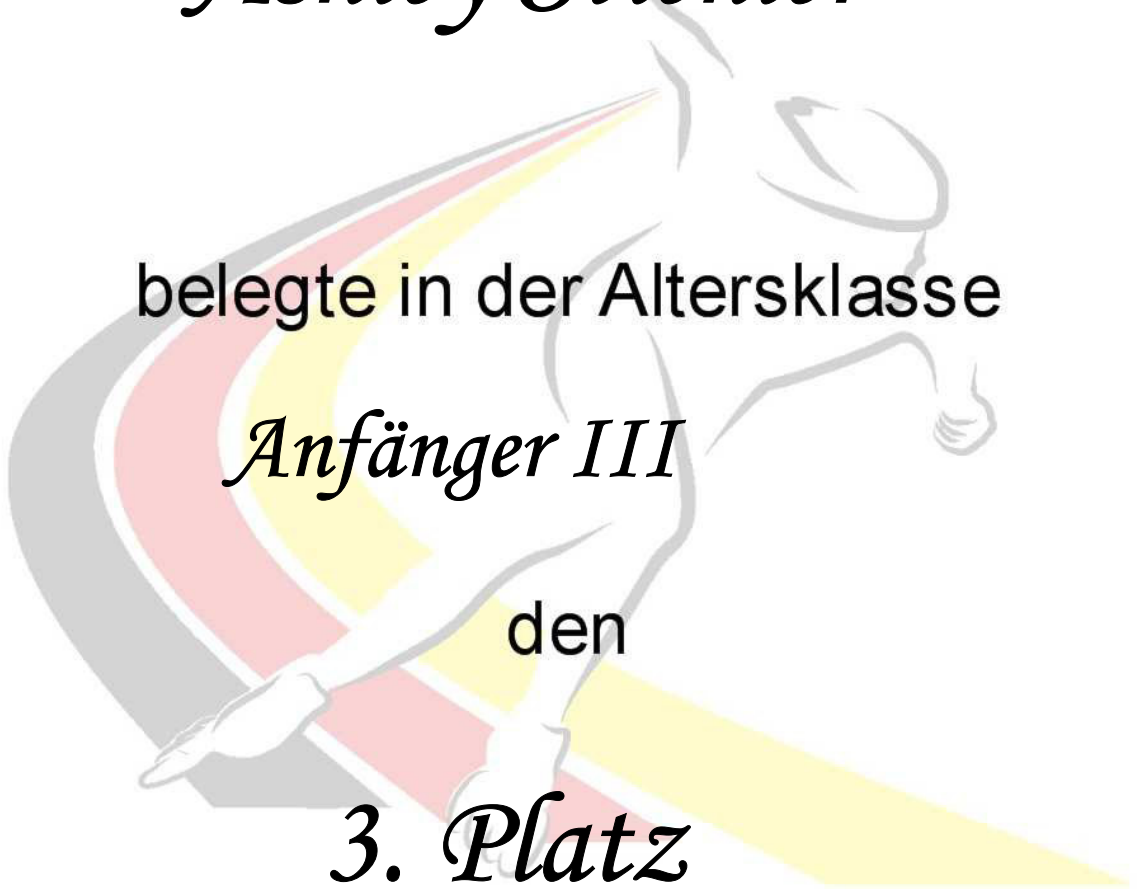 belegte in der Altersklasse
Anfänger III
den
3. Platz